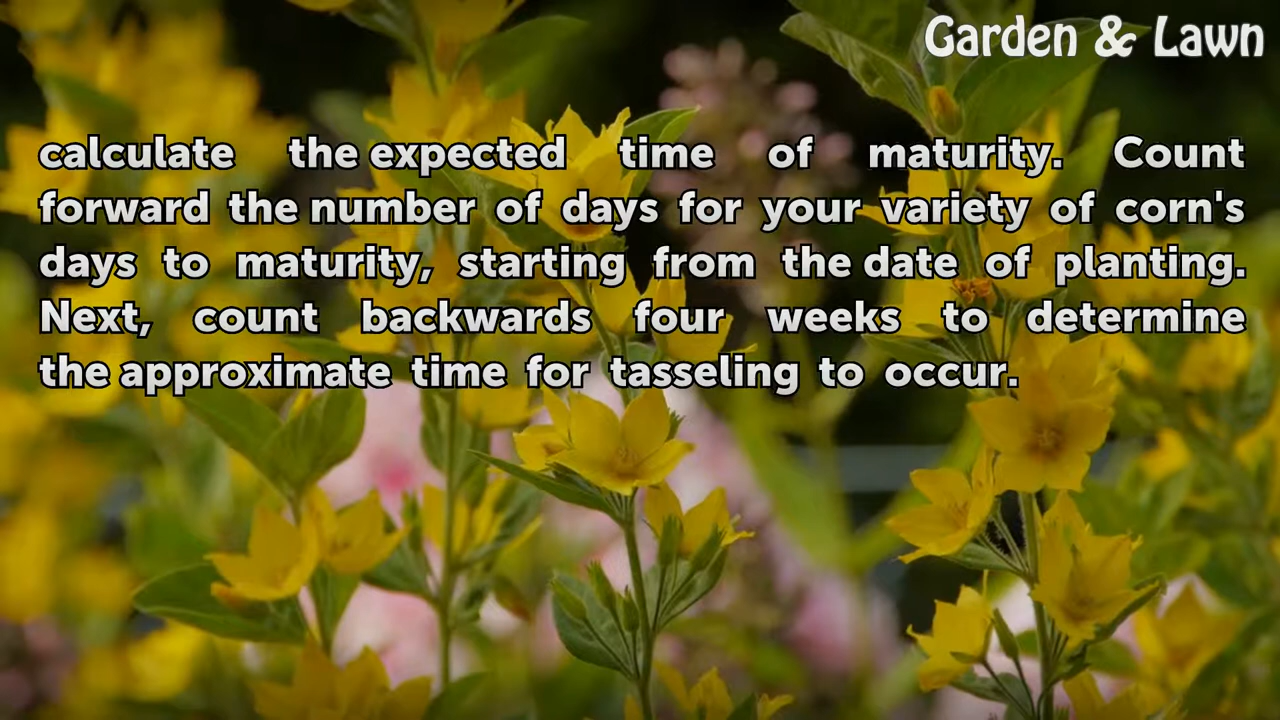 Garden & Lawn
calculate the expected time of maturity. Count
forward the number of days for your variety of corn's
days to maturity, starting from the date of planting.
Next, count backwards four weeks to determine
the approximate time for tasseling to occur.